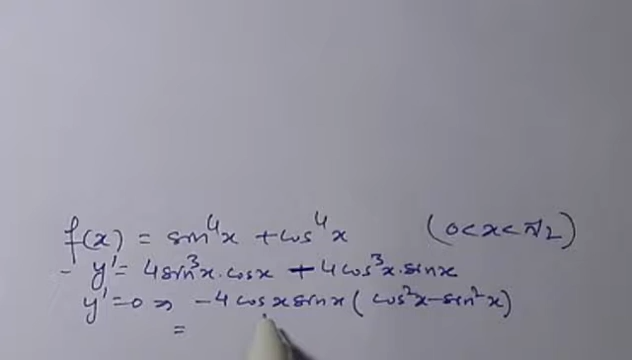 f(x) = sin⁴x + cos⁴x (0<x<π/2)
- y' = 4sin³x·cosx - 4cos³x·sinx
y'=0 ⇒ -4 cosx sinx (cos²x-sin²x)
=